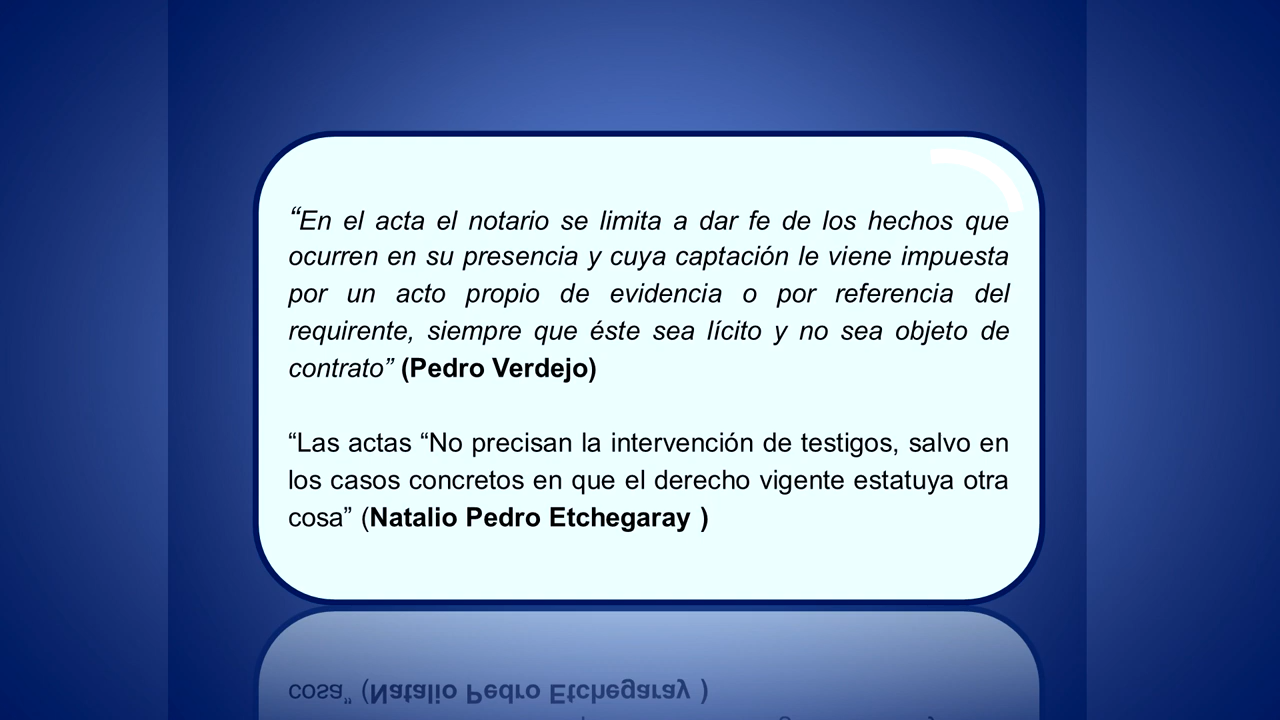 “En el acta el notario se limita a dar fe de los hechos que
ocurren en su presencia y cuya captación le viene impuesta
por un acto propio de evidencia o por referencia del
requirente, siempre que éste sea lícito y no sea objeto de
contrato” (Pedro Verdejo)
“Las actas “No precisan la intervención de testigos, salvo en
los casos concretos en que el derecho vigente estatuya otra
cosa” (Natalio Pedro Etchegaray )